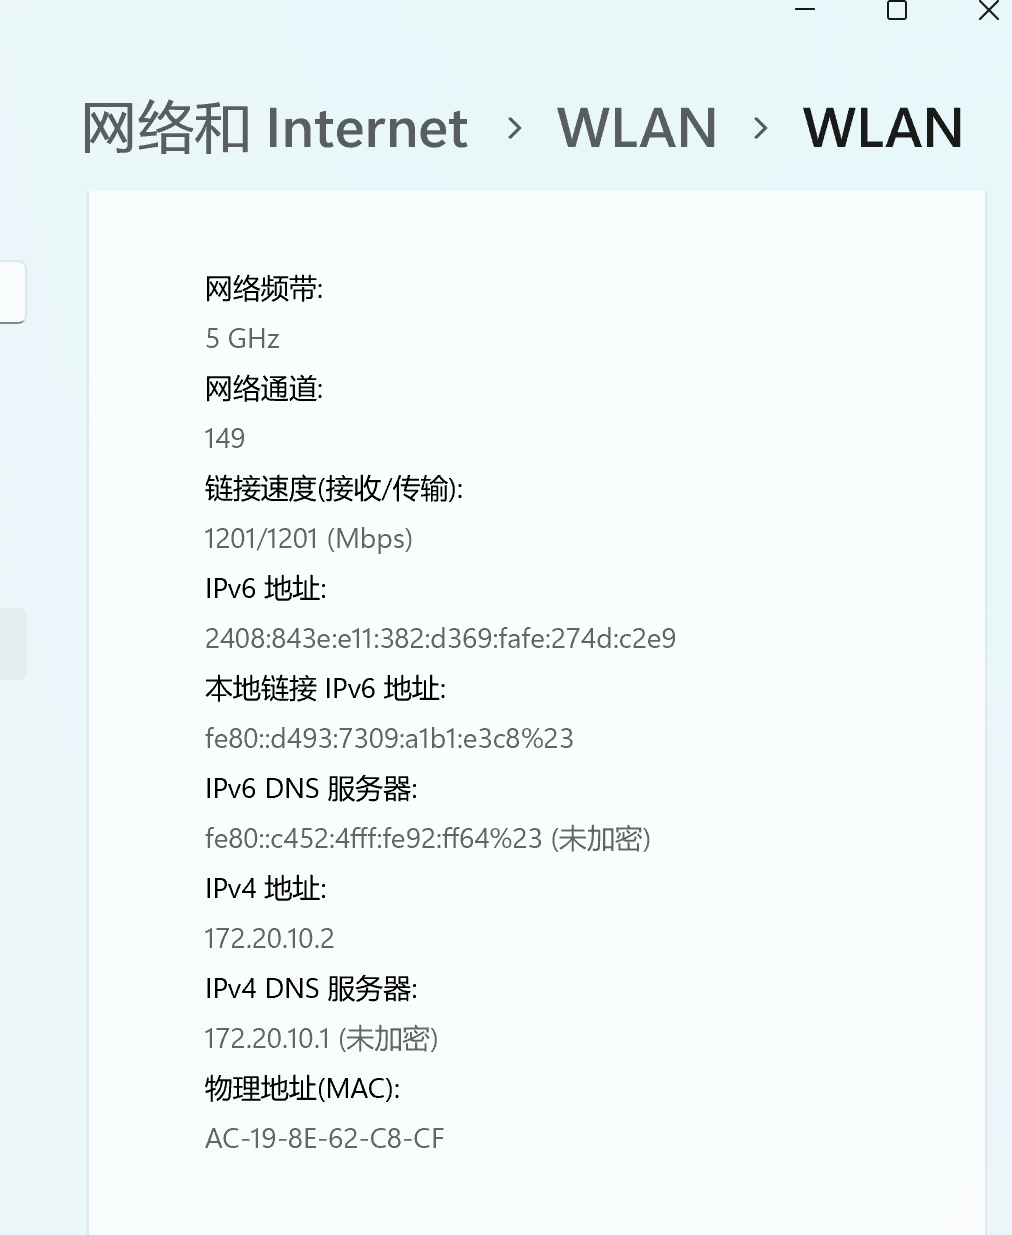 网络和 Internet > WLAN > WLAN
网络频带:
5 GHz
网络通道:
149
链接速度(接收/传输):
1201/1201 (Mbps)
IPv6 地址:
2408:843e:e11:382:d369:fafe:274d:c2e9
本地链接 IPv6 地址:
fe80::d493:7309:a1b1:e3c8%23
IPv6 DNS 服务器:
fe80::c452:4fff:fe92:ff64%23 (未加密)
IPv4 地址:
172.20.10.2
IPv4 DNS 服务器:
172.20.10.1 (未加密)
物理地址(MAC):
AC-19-8E-62-C8-CF